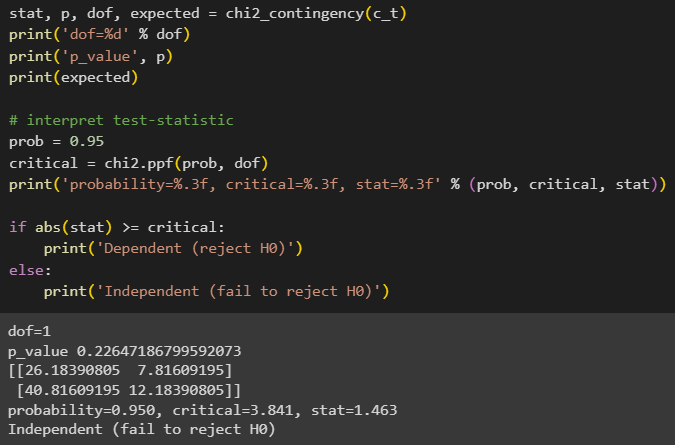 stat, p, dof, expected = chi2_contingency(c_t)
print('dof=%d' % dof)
print('p_value', p)
print(expected)

# interpret test-statistic
prob = 0.95
critical = chi2.ppf(prob, dof)
print('probability=%.3f, critical=%.3f, stat=%.3f' % (prob, critical, stat))

if abs(stat) >= critical:
    print('Dependent (reject H0)')
else:
    print('Independent (fail to reject H0)')
dof=1
p_value 0.22647186799592073
[[26.18390805  7.81609195]
 [40.81609195 12.18390805]]
probability=0.950, critical=3.841, stat=1.463
Independent (fail to reject H0)